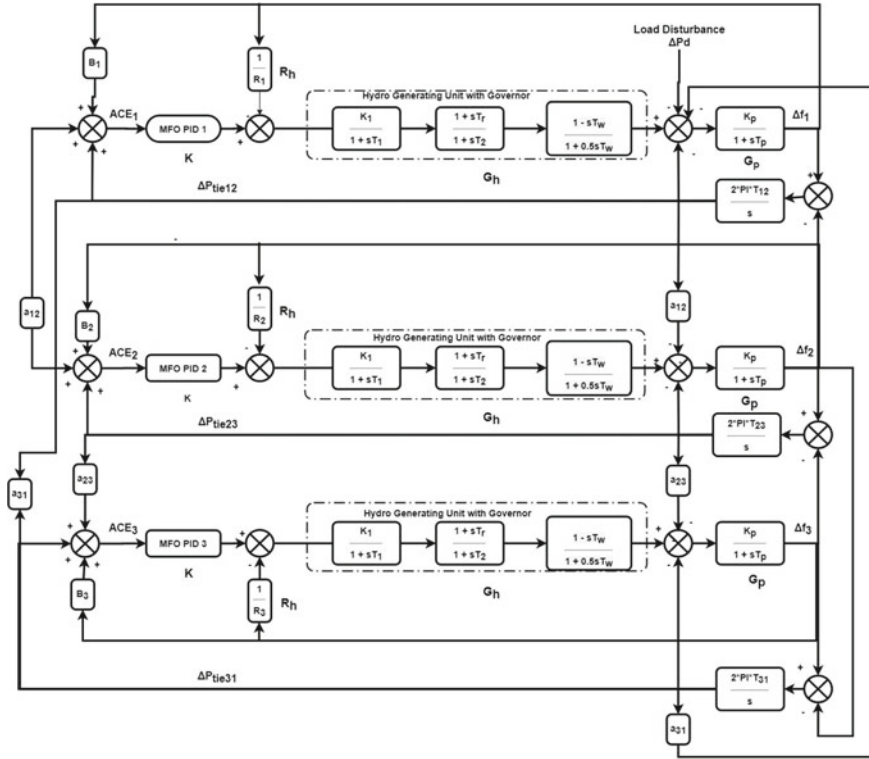 Load Disturbance
ΔPd
B1
1
R1
Rh
Hydro Generating Unit with Governor
+
ACE1
MFO PID 1
K
K1
1 + sT1
1 + sTr
1 + sT2
1 - sTw
1 + 0.5sTw
Gh
Kp
1 + sTp
Gp
Δf1
ΔPtie12
2*PI*T12
s
a12
B2
1
R2
Rh
a12
Hydro Generating Unit with Governor
ACE2
MFO PID 2
K
K1
1 + sT1
1 + sTr
1 + sT2
1 - sTw
1 + 0.5sTw
Gh
Kp
1 + sTp
Gp
Δf2
ΔPtie23
2*PI*T23
s
a31
a23
a23
Hydro Generating Unit with Governor
ACE3
MFO PID 3
K
K1
1 + sT1
1 + sTr
1 + sT2
1 - sTw
1 + 0.5sTw
Gh
Kp
1 + sTp
Gp
Δf3
B3
1
R3
Rh
ΔPtie31
2*PI*T31
s
a31